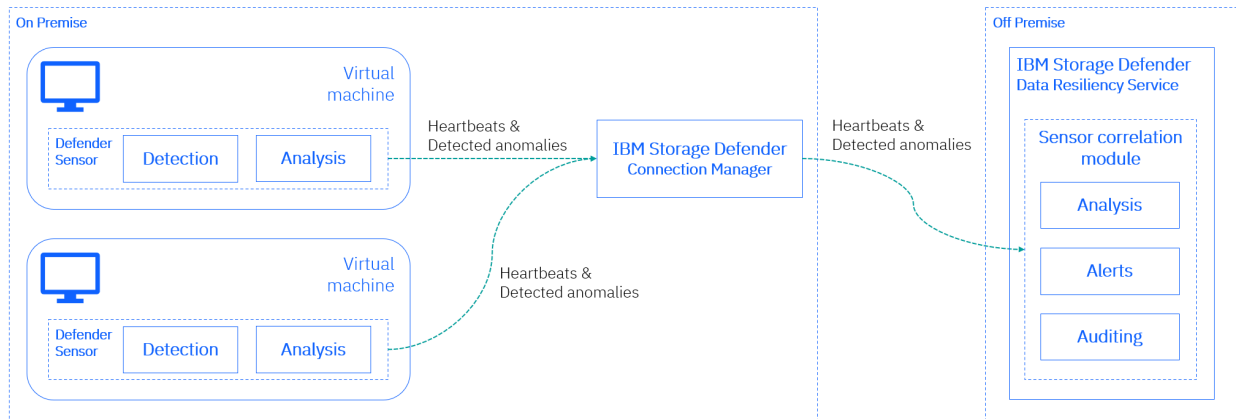 On Premise
Virtual
machine
Defender
Sensor
Detection
Analysis
Heartbeats &
Detected anomalies
Virtual
machine
Defender
Sensor
Detection
Analysis
Heartbeats &
Detected anomalies
IBM Storage Defender
Connection Manager
Heartbeats &
Detected anomalies
Off Premise
IBM Storage Defender
Data Resiliency Service
Sensor correlation
module
Analysis
Alerts
Auditing